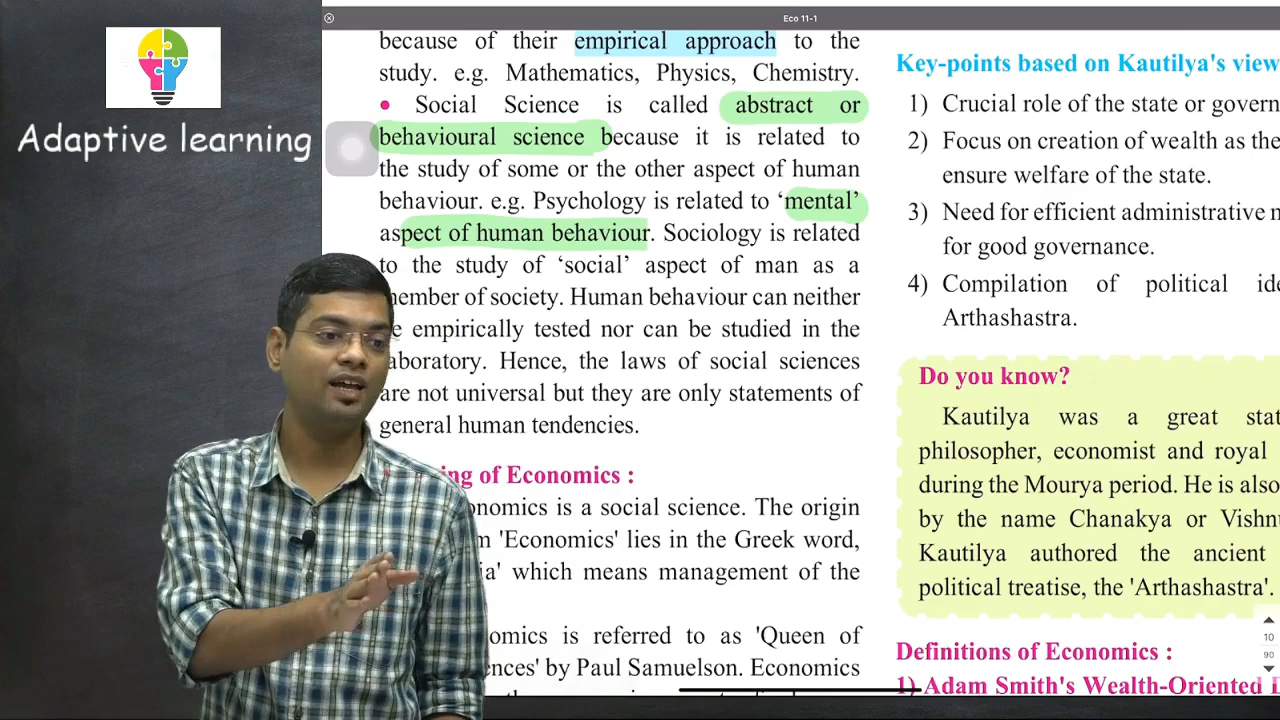 Adaptive learning
Eco 11-1
because of their empirical approach to the
study. e.g. Mathematics, Physics, Chemistry.
• Social Science is called abstract or
behavioural science because it is related to
the study of some or the other aspect of human
behaviour. e.g. Psychology is related to ‘mental’
aspect of human behaviour. Sociology is related
to the study of ‘social’ aspect of man as a
member of society. Human behaviour can neither
empirically tested nor can be studied in the
laboratory. Hence, the laws of social sciences
are not universal but they are only statements of
general human tendencies.
of Economics :
is a social science. The origin
'Economics' lies in the Greek word,
which means management of the
is referred to as 'Queen of
by Paul Samuelson. Economics
Key-points based on Kautilya's view
1) Crucial role of the state or govern
2) Focus on creation of wealth as the
ensure welfare of the state.
3) Need for efficient administrative
for good governance.
4) Compilation of political
Arthashastra.
Do you know?
Kautilya was a great
philosopher, economist and royal
during the Mourya period. He is also
by the name Chanakya or
Kautilya authored the ancient
political treatise, the 'Arthashastra'.
Definitions of Economics :
1) Adam Smith's Wealth-Oriented
10
90